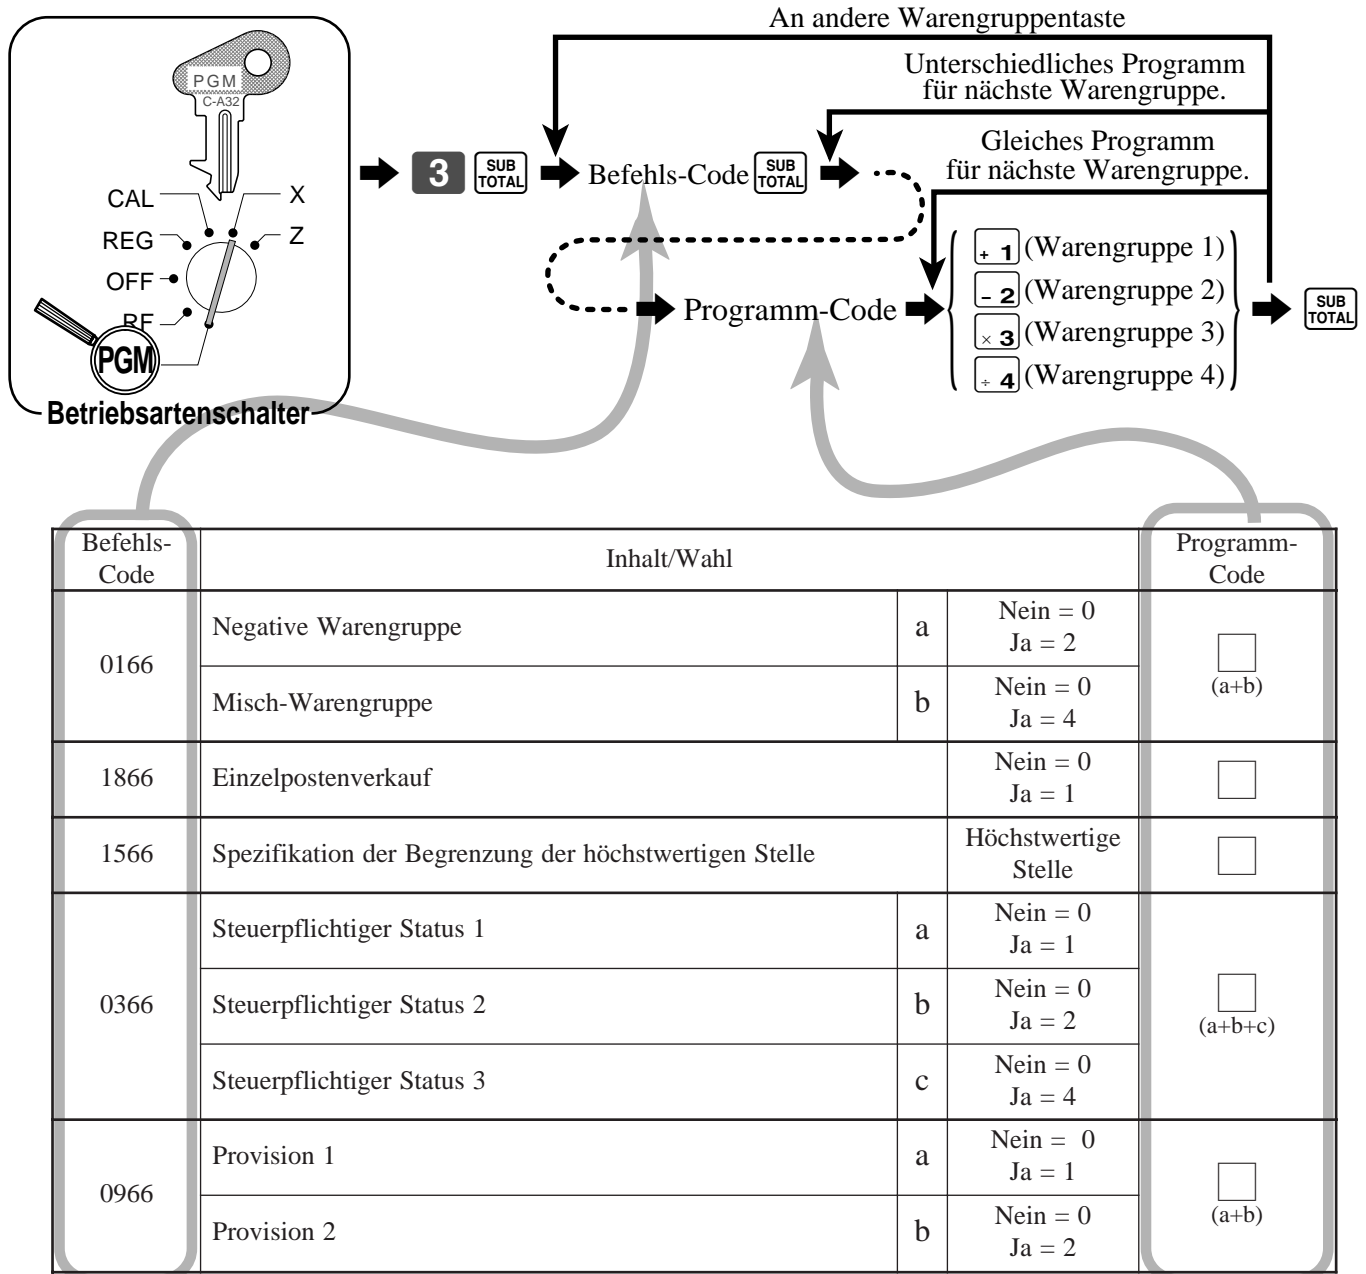 An andere Warengruppentaste
Unterschiedliches Programm
für nächste Warengruppe.
Gleiches Programm
für nächste Warengruppe.
PGM
C-A32
CAL
X
REG
Z
OFF
RF
PGM
Betriebsartenschalter
3
SUB
TOTAL
Befehls-Code
SUB
TOTAL
Programm-Code
+ 1 (Warengruppe 1)
- 2 (Warengruppe 2)
× 3 (Warengruppe 3)
÷ 4 (Warengruppe 4)
SUB
TOTAL
Befehls-
Code
Inhalt/Wahl
Programm-
Code
0166
Negative Warengruppe
a
Nein = 0
Ja = 2
(a+b)
Misch-Warengruppe
b
Nein = 0
Ja = 4
1866
Einzelpostenverkauf
Nein = 0
Ja = 1
1566
Spezifikation der Begrenzung der höchstwertigen Stelle
Höchstwertige
Stelle
0366
Steuerpflichtiger Status 1
a
Nein = 0
Ja = 1
Steuerpflichtiger Status 2
b
Nein = 0
Ja = 2
(a+b+c)
Steuerpflichtiger Status 3
c
Nein = 0
Ja = 4
0966
Provision 1
a
Nein = 0
Ja = 1
(a+b)
Provision 2
b
Nein = 0
Ja = 2